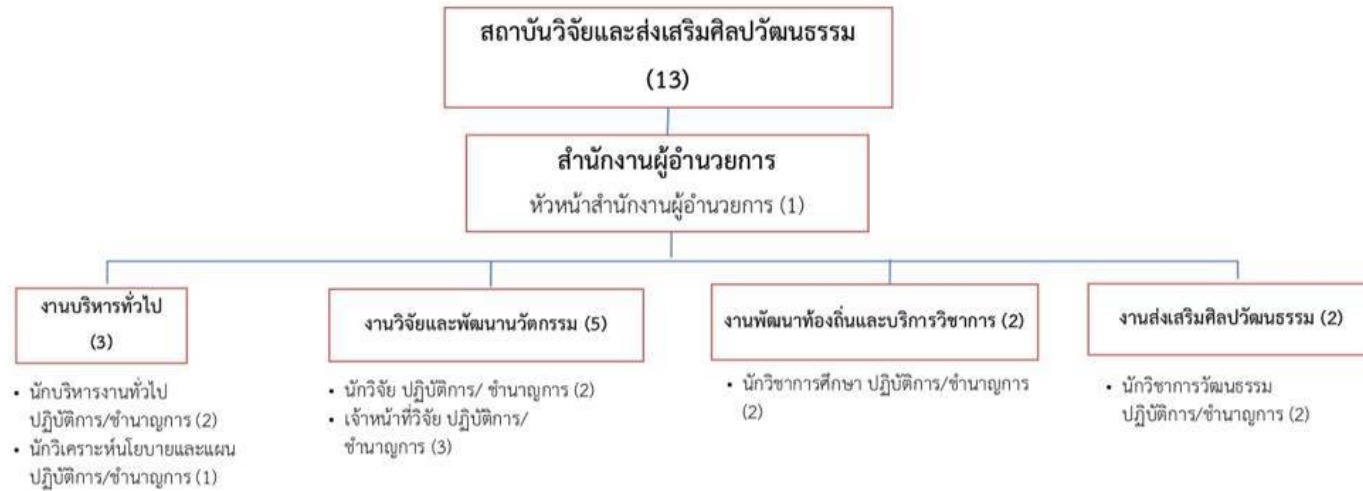 สถาบันวิจัยและส่งเสริมศิลปวัฒนธรรม
(13)
สำนักงานผู้อำนวยการ
หัวหน้าสำนักงานผู้อำนวยการ (1)
งานบริหารทั่วไป
(3)
• นักบริหารงานทั่วไป
ปฏิบัติการ/ชำนาญการ (2)
• นักวิเคราะห์นโยบายและแผน
ปฏิบัติการ/ชำนาญการ (1)
งานวิจัยและพัฒนานวัตกรรม (5)
• นักวิจัย ปฏิบัติการ/ ชำนาญการ (2)
• เจ้าหน้าที่วิจัย ปฏิบัติการ/
ชำนาญการ (3)
งานพัฒนาท้องถิ่นและบริการวิชาการ (2)
• นักวิชาการศึกษา ปฏิบัติการ/ชำนาญการ
(2)
งานส่งเสริมศิลปวัฒนธรรม (2)
• นักวิชาการวัฒนธรรม
ปฏิบัติการ/ชำนาญการ (2)